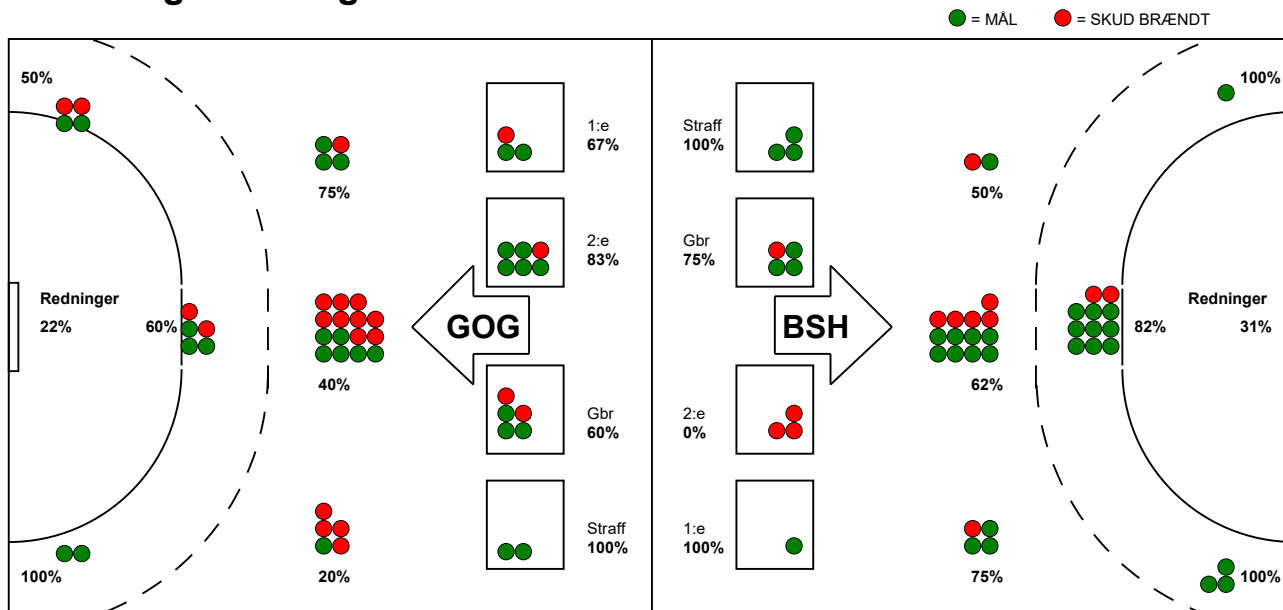 = MÅL = SKUD BRÆNDT
50% 1:e Straff 100%
67% 100%
75% 50%
2:e Gbr
83% 75%
Redninger Redninger
22% 60% GOG BSH 82% 31%
40% 62%
Gbr 2:e
60% 0%
Straff 1:e
100% 100%
100% 20% 75% 100%